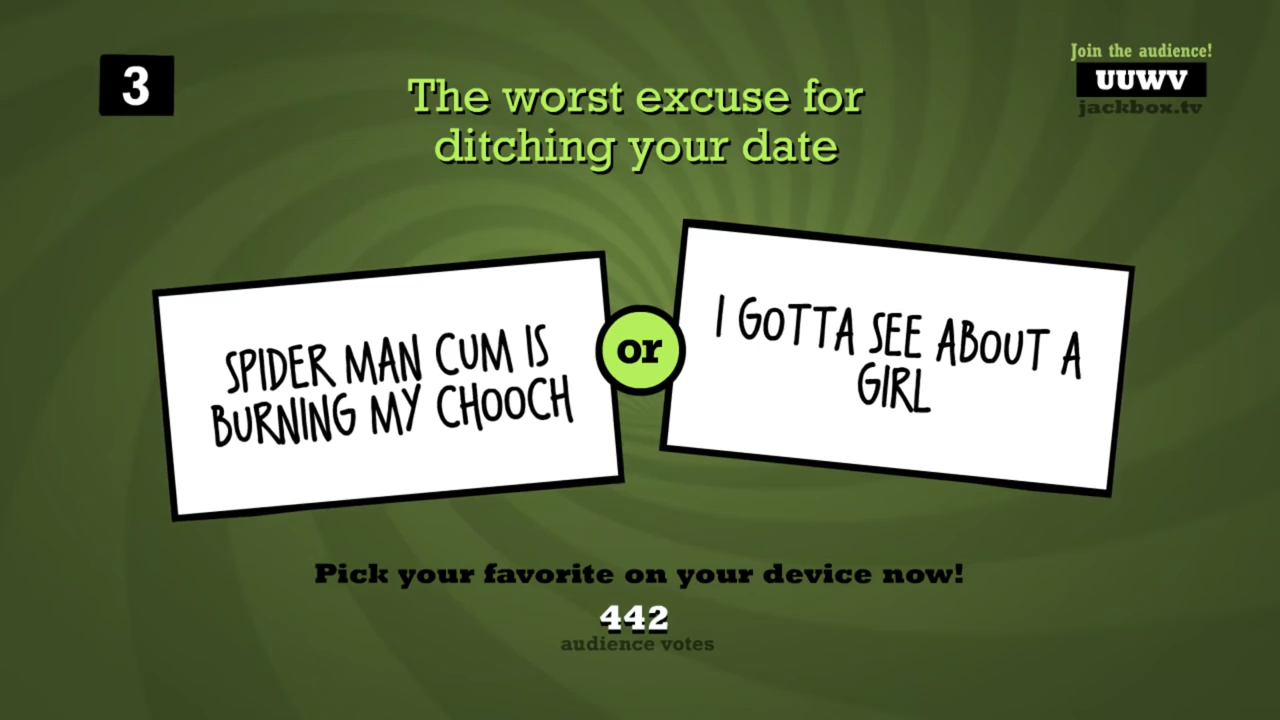 3
Join the audience!
UUWV
jackbox.tv
The worst excuse for
ditching your date
SPIDER MAN CUM IS
BURNING MY CHOOCH
or
I GOTTA SEE ABOUT A
GIRL
Pick your favorite on your device now!
442
audience votes